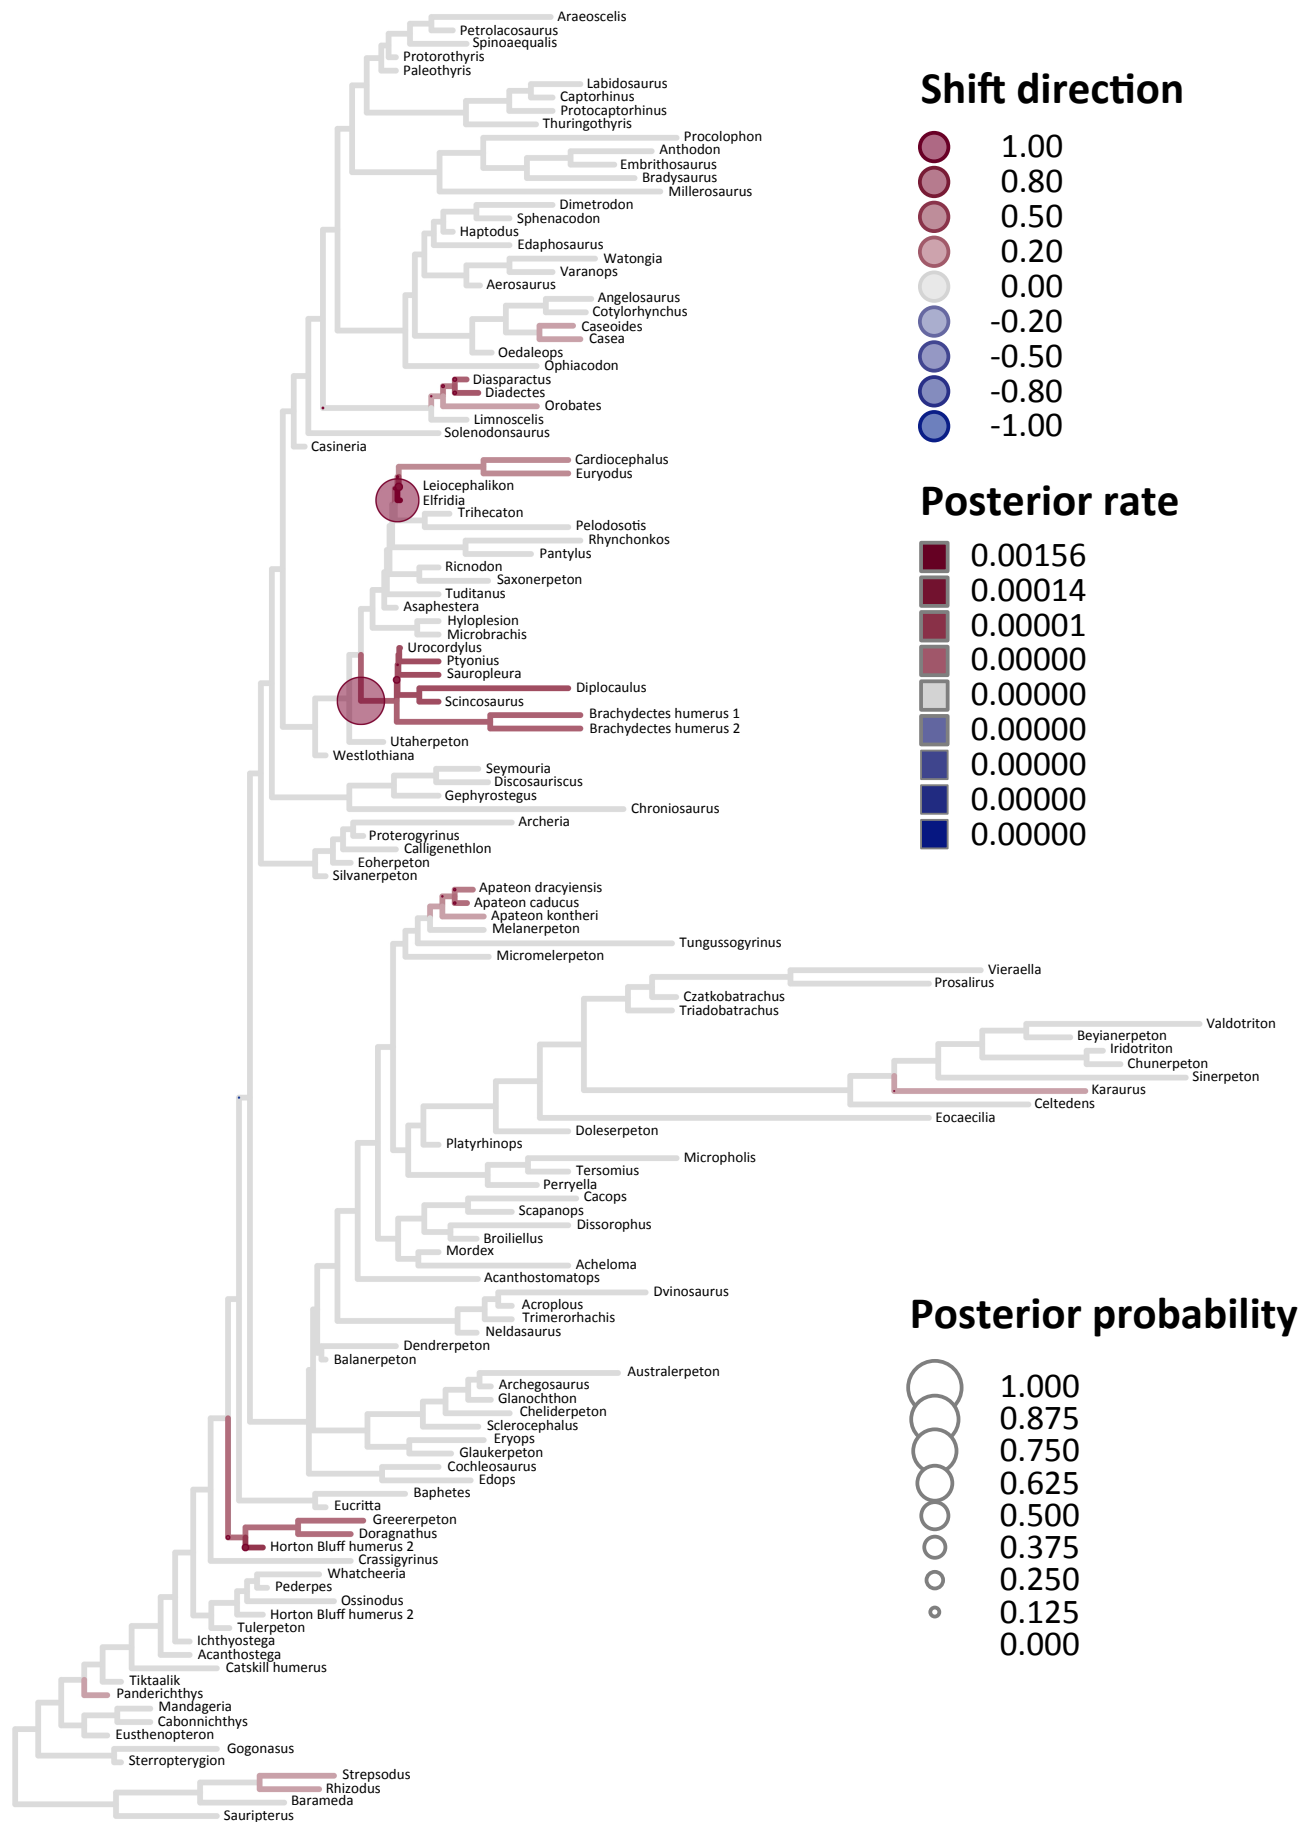 Araeoscelis
Petrolacosaurus
Spinoaequalis
Protorothyris
Paleothyris
Labidosaurus
Captorhinus
Protocaptorhinus
Thuringothyris
Procolophon
Anthodon
Embrithosaurus
Bradysaurus
Millerosaurus
Dimetrodon
Sphenacodon
Haptodus
Edaphosaurus
Watongia
Varanops
Aerosaurus
Angelosaurus
Cotylorhynchus
Caseoides
Casea
Oedaleops
Ophiacodon
Diasparactus
Diadectes
Orobates
Limnoscelis
Solenodonsaurus
Casineria
Cardiocephalus
Euryodus
Leiocephalikon
Elfridia
Trihecaton
Pelodosotis
Rhynchonkos
Pantylus
Ricnodon
Saxonerpeton
Tuditanus
Asaphestera
Hyloplesion
Microbrachis
Urocordylus
Ptyonius
Sauropleura
Diplocaulus
Scincosaurus
Brachydectes humerus 1
Brachydectes humerus 2
Utaherpeton
Westlothiana
Seymouria
Discosauriscus
Gephyrostegus
Chroniosaurus
Archeria
Proterogyrinus
Calligenethlon
Eoherpeton
Silvanerpeton
Apateon dracyiensis
Apateon caducus
Apateon kontheri
Melanerpeton
Tungussogyrinus
Micromelerpeton
Vieraella
Prosalirus
Czatkobatrachus
Triadobatrachus
Valdotriton
Beyianerpeton
Iridotriton
Chunerpeton
Sinerpeton
Karaurus
Celtedens
Eocaecilia
Doleserpeton
Platyrhinops
Micropholis
Tersomius
Perryella
Cacops
Scapanops
Dissorophus
Broiliellus
Mordex
Acheloma
Acanthostomatops
Dvinosaurus
Acroplous
Trimerorhachis
Neldasaurus
Dendrerpeton
Balanerpeton
Australerpeton
Archegosaurus
Glanochthon
Cheliderpeton
Sclerocephalus
Eryops
Glaukerpeton
Cochleosaurus
Edops
Baphetes
Eucritta
Greererpeton
Doragnathus
Horton Bluff humerus 2
Crassigyrinus
Whatcheeria
Pederpes
Ossinodus
Horton Bluff humerus 2
Tulerpeton
Ichthyostega
Acanthostega
Catskill humerus
Tiktaalik
Panderichthys
Mandageria
Cabonnichthys
Eusthenopteron
Gogonasus
Sterropterygion
Strepsodus
Rhizodus
Barameda
Sauripterus
Shift direction
1.00
0.80
0.50
0.20
0.00
-0.20
-0.50
-0.80
-1.00
Posterior rate
0.00156
0.00014
0.00001
0.00000
0.00000
0.00000
0.00000
0.00000
0.00000
Posterior probability
1.000
0.875
0.750
0.625
0.500
0.375
0.250
0.125
0.000